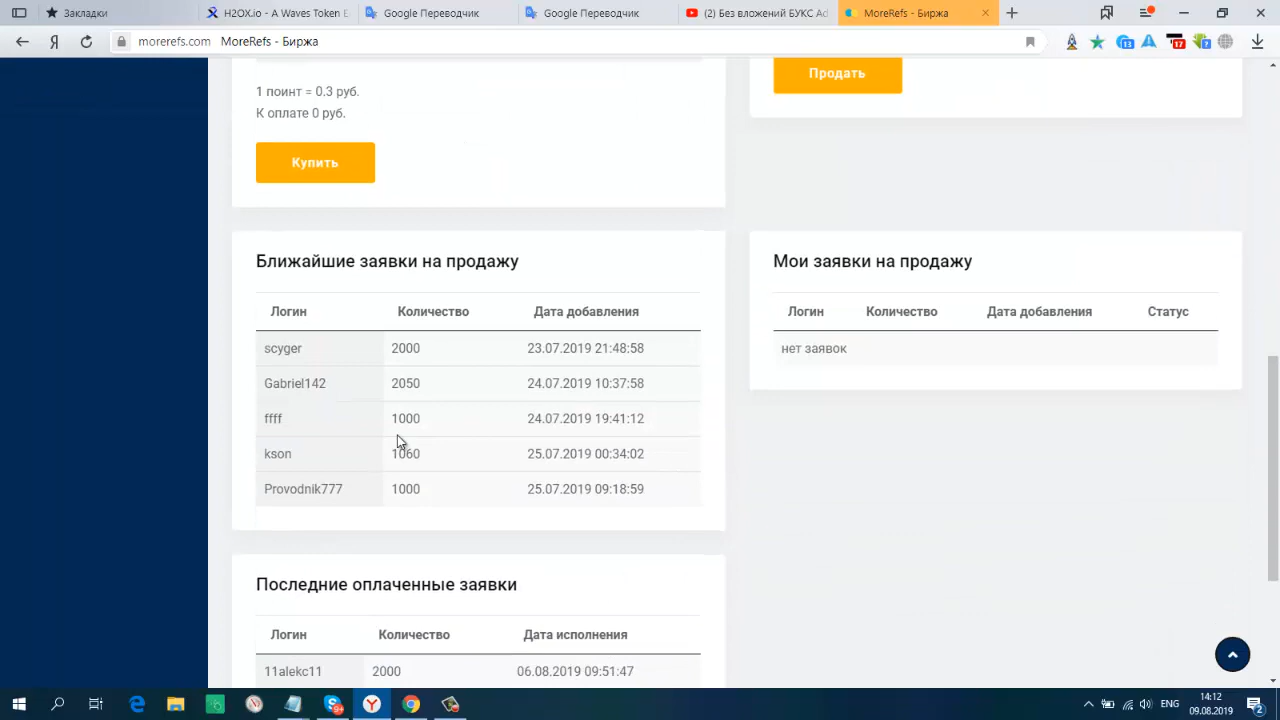 Закладки
H2OX.io - A Waves Token E
Google Переводчик
Google Переводчик
(2) Без вложений БУКС Ad
MoreRefs - Биржа
Я
morerefs.com MoreRefs - Биржа
13
17
?
1 поинт = 0.3 руб.
К оплате 0 руб.
Купить
Продать
Ближайшие заявки на продажу
Логин Количество Дата добавления
scyger 2000 23.07.2019 21:48:58
Gabriel142 2050 24.07.2019 10:37:58
ffff 1000 24.07.2019 19:41:12
kson 1060 25.07.2019 00:34:02
Provodnik777 1000 25.07.2019 09:18:59
Мои заявки на продажу
Логин Количество Дата добавления Статус
нет заявок
Последние оплаченные заявки
Логин Количество Дата исполнения
11alekc11 2000 06.08.2019 09:51:47
ENG
14:12
09.08.2019
2